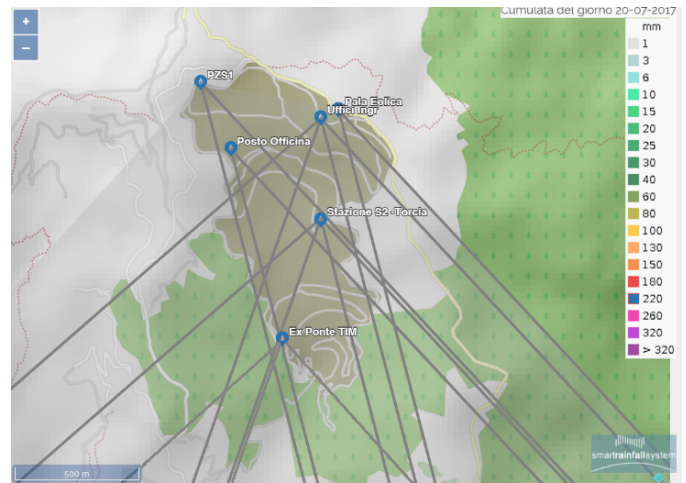 Cumulata del giorno 20-07-2017
+
−
mm
1
3
6
10
15
20
25
30
40
60
80
100
130
150
180
220
260
320
> 320
PZS1
Pala Eolica
Uffici Ingr
Posto Officina
Stazione S2 -Torcia
Ex Ponte TIM
500 m
smartrainfallsystem